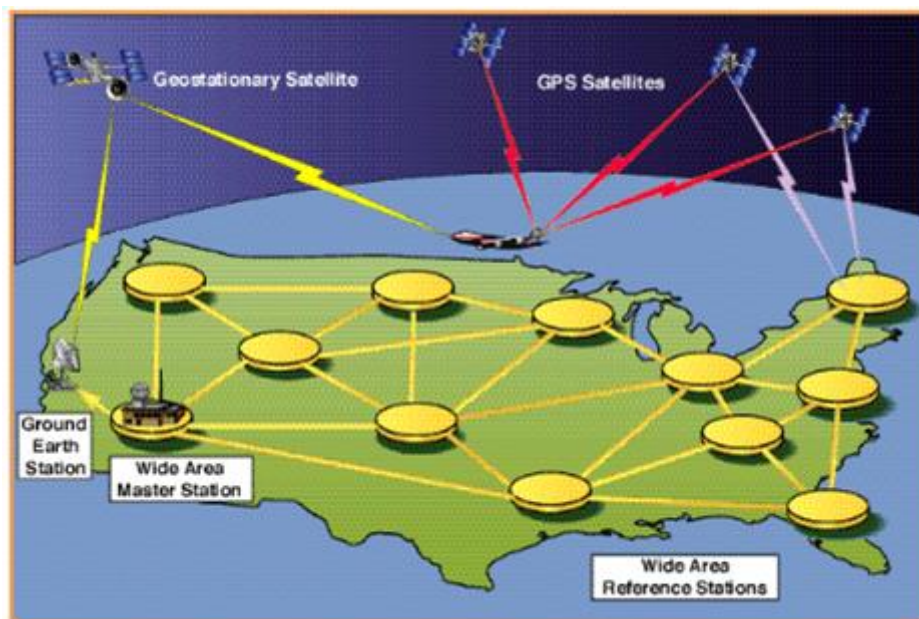 Geostationary Satellite
GPS Satellites
Ground
Earth
Station
Wide Area
Master Station
Wide Area
Reference Stations